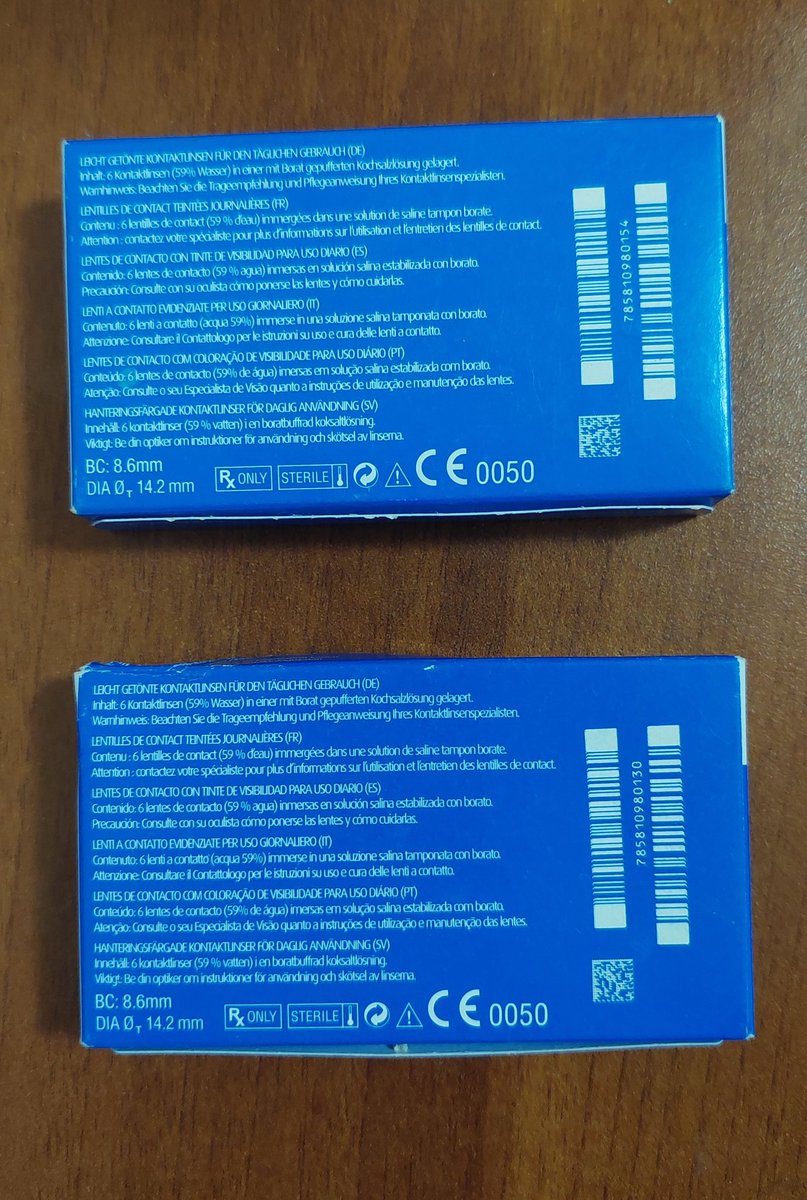 LEICHT GETÖNTE KONTAKTLINSEN FÜR DEN TÄGLICHEN GEBRAUCH (DE)
Inhalt: 6 Kontaktlinsen (59% Wasser) in einer mit Borat gepufferten Kochsalzlösung gelagert.
Warnhinweis: Beachten Sie die Trageempfehlung und Pflegeanweisung Ihres Kontaktlinsenspezialisten.
LENTILLES DE CONTACT TEINTÉES JOURNALIÈRES (FR)
Contenu : 6 lentilles de contact (59 % d'eau) immergées dans une solution de saline tampon borate.
Attention : contactez votre spécialiste pour plus d'informations sur l'utilisation et l'entretien des lentilles de contact.
LENTES DE CONTACTO CON TINTE DE VISIBILIDAD PARA USO DIARIO (ES)
Contenido: 6 lentes de contacto (59 % agua) inmersas en solución salina estabilizada con borato.
Precaución: Consulte con su oculista cómo ponerse las lentes y cómo cuidarlas.
LENTI A CONTATTO EVIDENZIATE PER USO GIORNALIERO (IT)
Contenuto: 6 lenti a contatto (acqua 59%) immerse in una soluzione salina tamponata con borato.
Attenzione: Consultare il Contattologo per le istruzioni su uso e cura delle lenti a contatto.
LENTES DE CONTACTO COM COLORAÇÃO DE VISIBILIDADE PARA USO DIÁRIO (PT)
Conteúdo: 6 lentes de contacto (59% de água) imersas em solução salina estabilizada com borato.
Atenção: Consulte o seu Especialista de Visão quanto a instruções de utilização e manutenção das lentes.
HANTERINGSFÄRGADE KONTAKTLINSER FÖR DAGLIG ANVÄNDNING (SV)
Innehåll: 6 kontaktlinser (59 % vatten) i en boratbuffrad koksaltlösning.
Viktigt: Be din optiker om instruktioner för användning och skötsel av linserna.
BC: 8.6mm
DIA Ø T 14.2 mm
Rx ONLY STERILE CE 0050
785810980154
LEICHT GETÖNTE KONTAKTLINSEN FÜR DEN TÄGLICHEN GEBRAUCH (DE)
Inhalt: 6 Kontaktlinsen (59% Wasser) in einer mit Borat gepufferten Kochsalzlösung gelagert.
Warnhinweis: Beachten Sie die Trageempfehlung und Pflegeanweisung Ihres Kontaktlinsenspezialisten.
LENTILLES DE CONTACT TEINTÉES JOURNALIÈRES (FR)
Contenu : 6 lentilles de contact (59 % d'eau) immergées dans une solution de saline tampon borate.
Attention : contactez votre spécialiste pour plus d'informations sur l'utilisation et l'entretien des lentilles de contact.
LENTES DE CONTACTO CON TINTE DE VISIBILIDAD PARA USO DIARIO (ES)
Contenido: 6 lentes de contacto (59 % agua) inmersas en solución salina estabilizada con borato.
Precaución: Consulte con su oculista cómo ponerse las lentes y cómo cuidarlas.
LENTI A CONTATTO EVIDENZIATE PER USO GIORNALIERO (IT)
Contenuto: 6 lenti a contatto (acqua 59%) immerse in una soluzione salina tamponata con borato.
Attenzione: Consultare il Contattologo per le istruzioni su uso e cura delle lenti a contatto.
LENTES DE CONTACTO COM COLORAÇÃO DE VISIBILIDADE PARA USO DIÁRIO (PT)
Conteúdo: 6 lentes de contacto (59% de água) imersas em solução salina estabilizada com borato.
Atenção: Consulte o seu Especialista de Visão quanto a instruções de utilização e manutenção das lentes.
HANTERINGSFÄRGADE KONTAKTLINSER FÖR DAGLIG ANVÄNDNING (SV)
Innehåll: 6 kontaktlinser (59 % vatten) i en boratbuffrad koksaltlösning.
Viktigt: Be din optiker om instruktioner för användning och skötsel av linserna.
BC: 8.6mm
DIA Ø T 14.2 mm
Rx ONLY STERILE CE 0050
785810980130